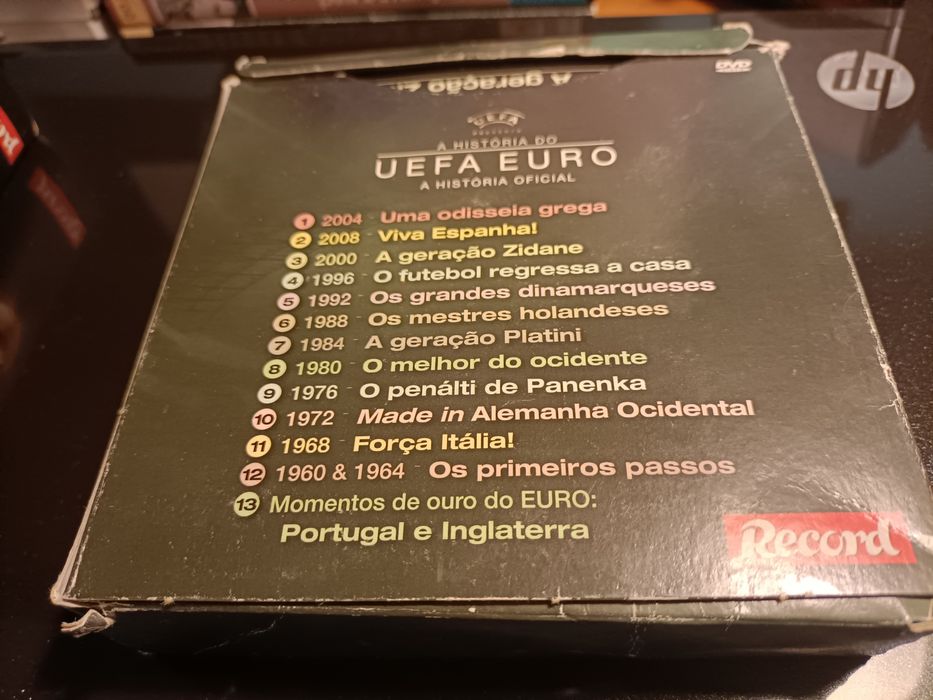 DVD
hp
A geração
UEFA
A HISTÓRIA DO
UEFA EURO
A HISTÓRIA OFICIAL
1 2004 - Uma odisseia grega
2 2008 - Viva Espanha!
3 2000 - A geração Zidane
4 1996 - O futebol regressa a casa
5 1992 - Os grandes dinamarqueses
6 1988 - Os mestres holandeses
7 1984 - A geração Platini
8 1980 - O melhor do ocidente
9 1976 - O penálti de Panenka
10 1972 - Made in Alemanha Ocidental
11 1968 - Força Itália!
12 1960 & 1964 - Os primeiros passos
13 Momentos de ouro do EURO:
Portugal e Inglaterra
Record